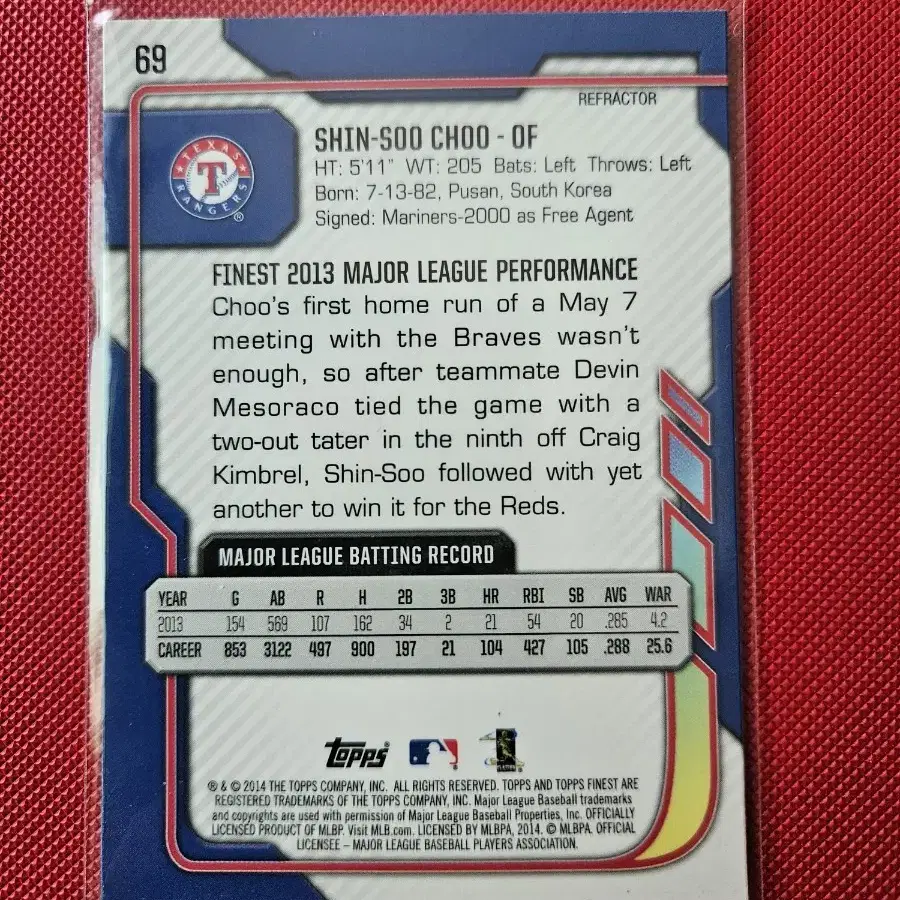 69
REFRACTOR
SHIN-SOO CHOO - OF
HT: 5'11" WT: 205 Bats: Left Throws: Left
Born: 7-13-82, Pusan, South Korea
Signed: Mariners-2000 as Free Agent
TEXAS
T
RANGERS
®
FINEST 2013 MAJOR LEAGUE PERFORMANCE
Choo's first home run of a May 7
meeting with the Braves wasn't
enough, so after teammate Devin
Mesoraco tied the game with a
two-out tater in the ninth off Craig
Kimbrel, Shin-Soo followed with yet
another to win it for the Reds.
MAJOR LEAGUE BATTING RECORD
YEAR G AB R H 2B 3B HR RBI SB AVG WAR
2013 154 569 107 162 34 2 21 54 20 .285 4.2
CAREER 853 3122 497 900 197 21 104 427 105 .288 25.6
topps
® & © 2014 THE TOPPS COMPANY, INC. ALL RIGHTS RESERVED. TOPPS AND TOPPS FINEST ARE
REGISTERED TRADEMARKS OF THE TOPPS COMPANY, INC. Major League Baseball trademarks
and copyrights are used with permission of Major League Baseball Properties, Inc. OFFICIALLY
LICENSED PRODUCT OF MLBP. Visit MLB.com. LICENSED BY MLBPA, 2014. © MLBPA. OFFICIAL
LICENSEE – MAJOR LEAGUE BASEBALL PLAYERS ASSOCIATION.